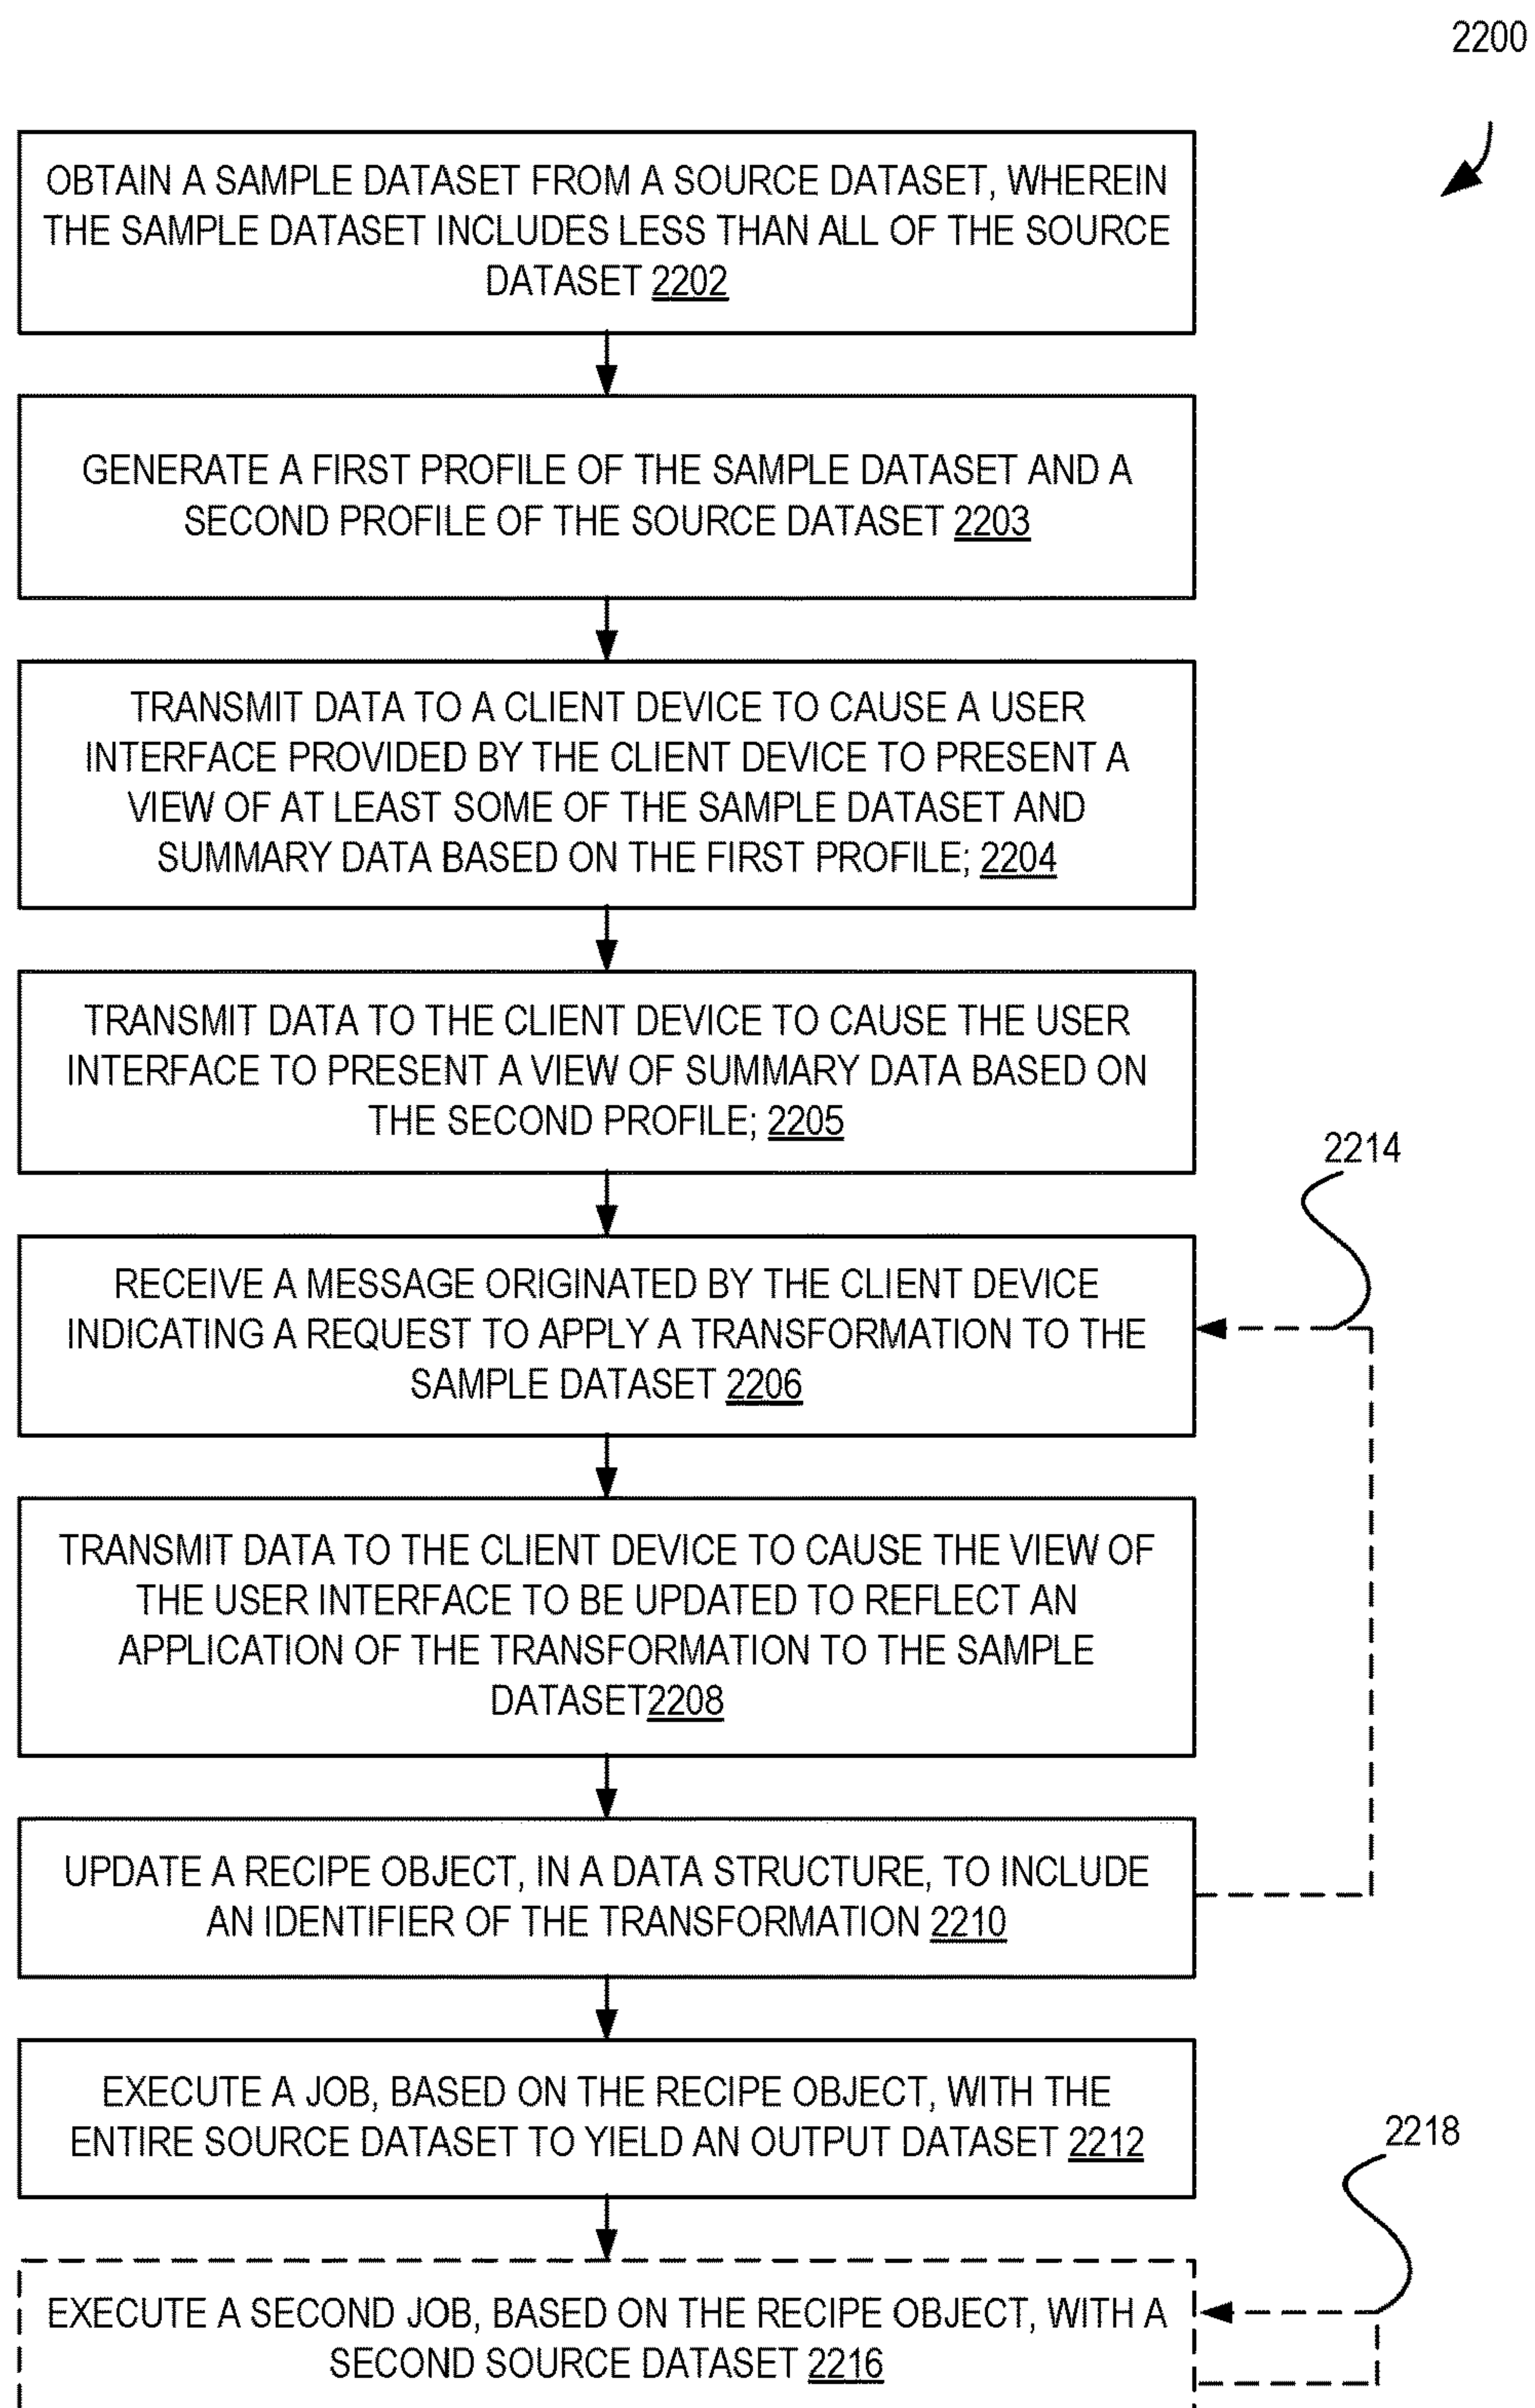 2200
OBTAIN A SAMPLE DATASET FROM A SOURCE DATASET, WHEREIN
THE SAMPLE DATASET INCLUDES LESS THAN ALL OF THE SOURCE
DATASET 2202
GENERATE A FIRST PROFILE OF THE SAMPLE DATASET AND A
SECOND PROFILE OF THE SOURCE DATASET 2203
TRANSMIT DATA TO A CLIENT DEVICE TO CAUSE A USER
INTERFACE PROVIDED BY THE CLIENT DEVICE TO PRESENT A
VIEW OF AT LEAST SOME OF THE SAMPLE DATASET AND
SUMMARY DATA BASED ON THE FIRST PROFILE; 2204
TRANSMIT DATA TO THE CLIENT DEVICE TO CAUSE THE USER
INTERFACE TO PRESENT A VIEW OF SUMMARY DATA BASED ON
THE SECOND PROFILE; 2205
2214
RECEIVE A MESSAGE ORIGINATED BY THE CLIENT DEVICE
INDICATING A REQUEST TO APPLY A TRANSFORMATION TO THE
SAMPLE DATASET 2206
TRANSMIT DATA TO THE CLIENT DEVICE TO CAUSE THE VIEW OF
THE USER INTERFACE TO BE UPDATED TO REFLECT AN
APPLICATION OF THE TRANSFORMATION TO THE SAMPLE
DATASET2208
UPDATE A RECIPE OBJECT, IN A DATA STRUCTURE, TO INCLUDE
AN IDENTIFIER OF THE TRANSFORMATION 2210
EXECUTE A JOB, BASED ON THE RECIPE OBJECT, WITH THE
ENTIRE SOURCE DATASET TO YIELD AN OUTPUT DATASET 2212
2218
EXECUTE A SECOND JOB, BASED ON THE RECIPE OBJECT, WITH A
SECOND SOURCE DATASET 2216